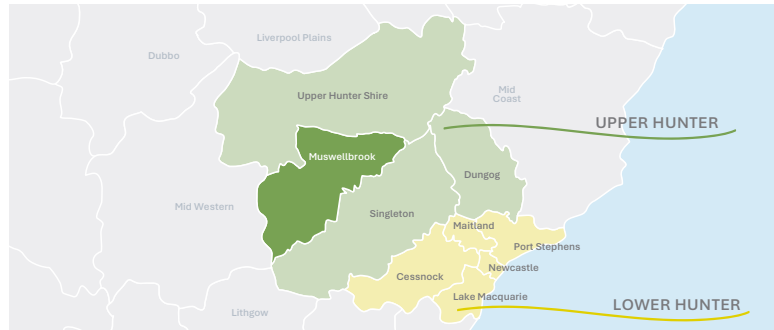 Liverpool Plains
Dubbo
Upper Hunter Shire
Mid
Coast
UPPER HUNTER
Muswellbrook
Dungog
Mid Western
Singleton
Maitland
Port Stephens
Newcastle
Cessnock
Lake Macquarie
LOWER HUNTER
Lithgow